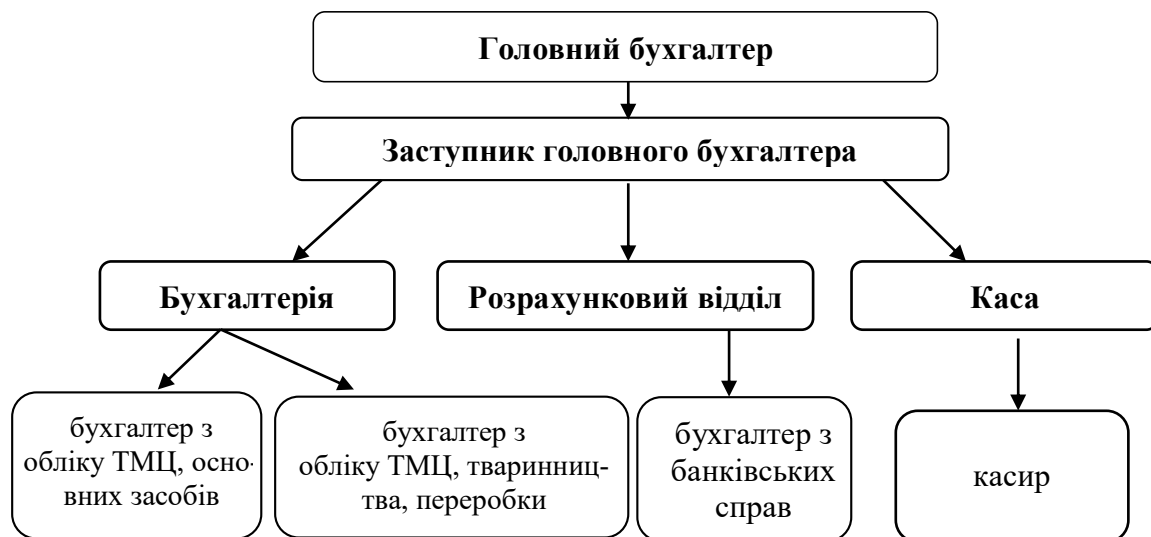 Головний бухгалтер
Заступник головного бухгалтера
Бухгалтерія
Розрахунковий відділ
Каса
бухгалтер з
обліку ТМЦ, осно-
вних засобів
бухгалтер з
обліку ТМЦ, тваринниц-
тва, переробки
бухгалтер з
банківських
справ
касир